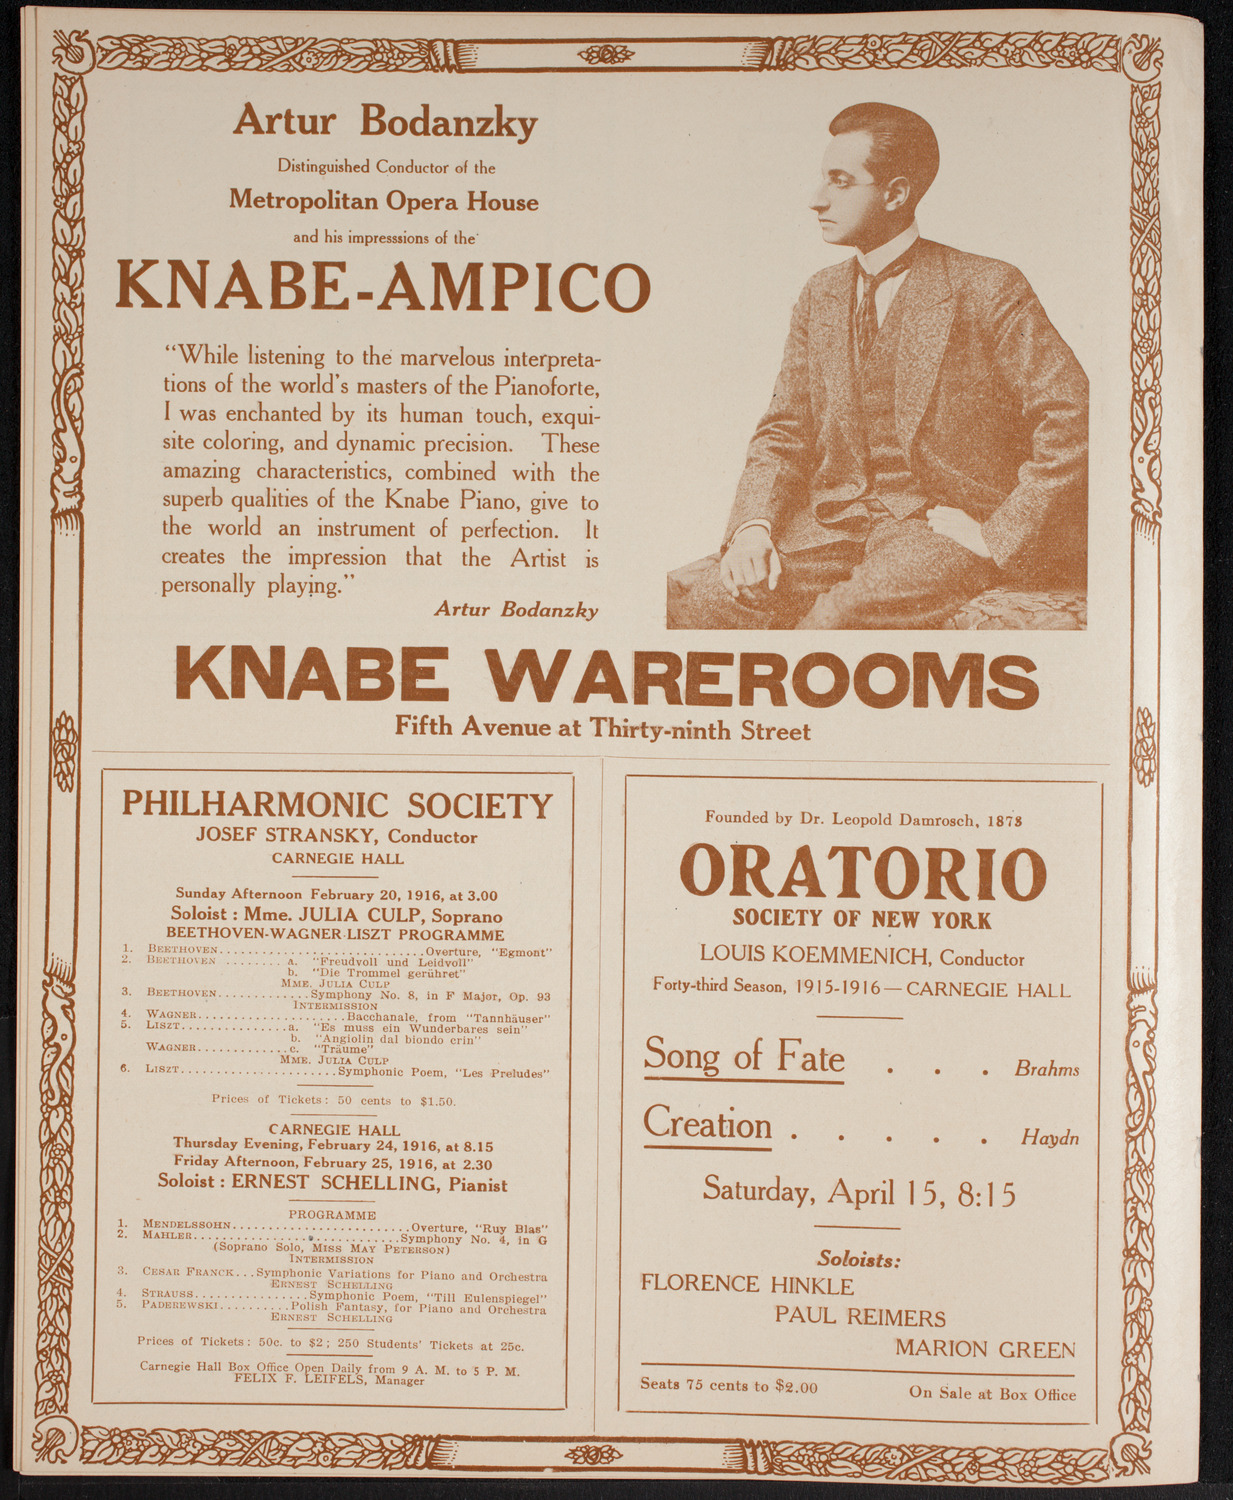 Artur Bodanzky
Distinguished Conductor of the
Metropolitan Opera House
and his impresssions of the
KNABE-AMPICO
“While listening to the marvelous interpreta-
tions of the world’s masters of the Pianoforte,
I was enchanted by its human touch, exqui-
site coloring, and dynamic precision. These
amazing characteristics, combined with the
superb qualities of the Knabe Piano, give to
the world an instrument of perfection. It
creates the impression that the Artist is
personally playing.”
Artur Bodanzky
KNABE WAREROOMS
Fifth Avenue at Thirty-ninth Street
PHILHARMONIC SOCIETY
JOSEF STRANSKY, Conductor
CARNEGIE HALL
Sunday Afternoon February 20, 1916, at 3.00
Soloist : Mme. JULIA CULP, Soprano
BEETHOVEN-WAGNER-LISZT PROGRAMME
1. BEETHOVEN..........................Overture, "Egmont"
2. BEETHOVEN ........a. "Freudvoll und Leidvoll"
b. "Die Trommel gerühret"
MME. JULIA CULP
3. BEETHOVEN............Symphony No. 8, in F Major, Op. 93
INTERMISSION
4. WAGNER...................Bacchanale, from "Tannhäuser"
5. LISZT..............a. "Es muss ein Wunderbares sein"
b. "Angiolin dal biondo crin"
WAGNER............c. "Träume"
MME. JULIA CULP
6. LISZT.......................Symphonic Poem, "Les Preludes"
Prices of Tickets: 50 cents to $1.50.
CARNEGIE HALL
Thursday Evening, February 24, 1916, at 8.15
Friday Afternoon, February 25, 1916, at 2.30
Soloist : ERNEST SCHELLING, Pianist
PROGRAMME
1. MENDELSSOHN.......................Overture, "Ruy Blas"
2. MAHLER.........................Symphony No. 4, in G
(Soprano Solo, MISS MAY PETERSON)
INTERMISSION
3. CESAR FRANCK...Symphonic Variations for Piano and Orchestra
ERNEST SCHELLING
4. STRAUSS...............Symphonic Poem, "Till Eulenspiegel"
5. PADEREWSKI..........Polish Fantasy, for Piano and Orchestra
ERNEST SCHELLING
Prices of Tickets: 50c. to $2; 250 Students' Tickets at 25c.
Carnegie Hall Box Office Open Daily from 9 A. M. to 5 P. M.
FELIX F. LEIFELS, Manager
Founded by Dr. Leopold Damrosch, 1873
ORATORIO
SOCIETY OF NEW YORK
LOUIS KOEMMENICH, Conductor
Forty-third Season, 1915-1916—CARNEGIE HALL
Song of Fate . . . Brahms
Creation . . . . . Haydn
Saturday, April 15, 8:15
Soloists:
FLORENCE HINKLE
PAUL REIMERS
MARION GREEN
Seats 75 cents to $2.00 On Sale at Box Office